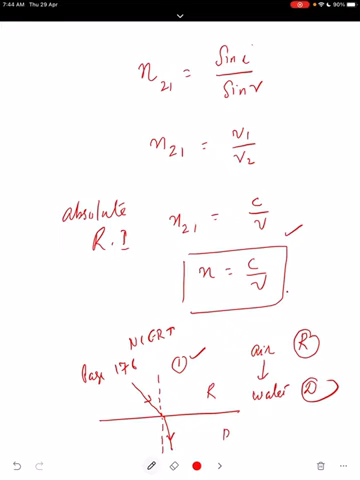 7:44 AM Thu 29 Apr
n₂₁ = Sin i / Sin r
n₂₁ = v₁ / v₂
absolute R.I n₂₁ = c / v
n = c / v
NCERT
Page 176
① ✓
air Ⓡ
↓
water Ⓓ
R
D